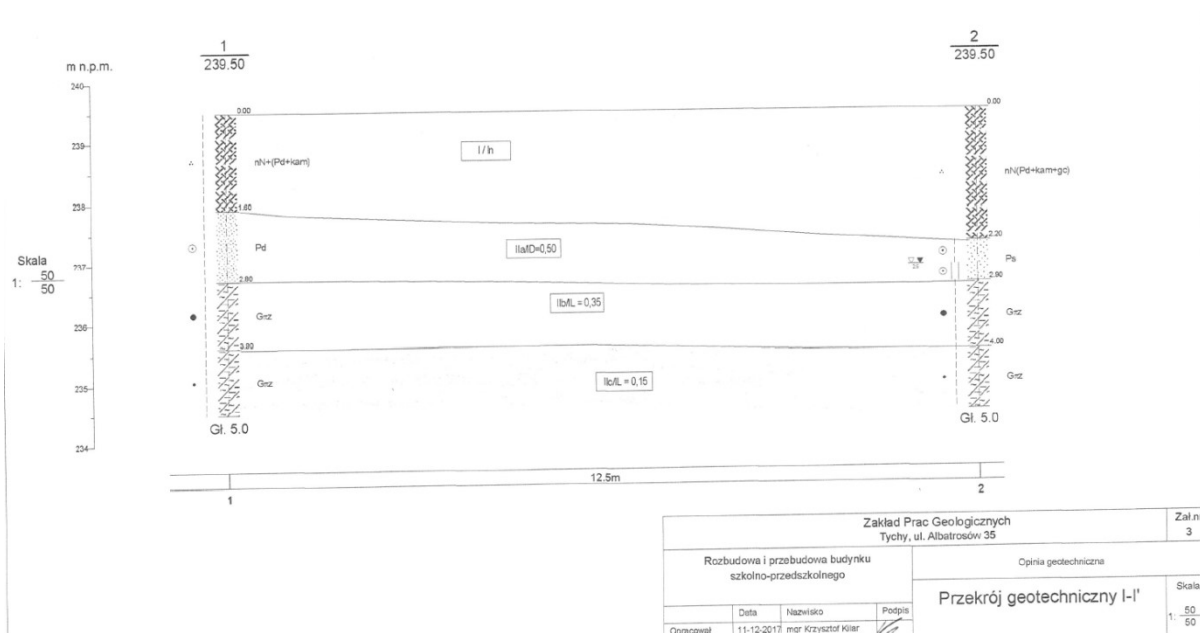 1
239.50
2
239.50
m n.p.m.
240
239
238
237
236
235
234
Skala
1: 50
50
0.00
nN+(Pd+kam)
1.60
Pd
2.80
Gπz
3.90
Gπz
Gł. 5.0
I / In
IIa/ID=0,50
IIb/IL = 0,35
IIc/IL = 0,15
0.00
nN(Pd+kam+gc)
2.20
Ps
2.90
Gπz
4.00
Gπz
Gł. 5.0
12.5m
1
2
Zakład Prac Geologicznych
Tychy, ul. Albatrosów 35
Zał.nr
3
Rozbudowa i przebudowa budynku
szkolno-przedszkolnego
Opinia geotechniczna
Przekrój geotechniczny I-I'
Skala
1: 50
50
Data Nazwisko Podpis
Opracował 11-12-2017 mgr Krzysztof Kilar